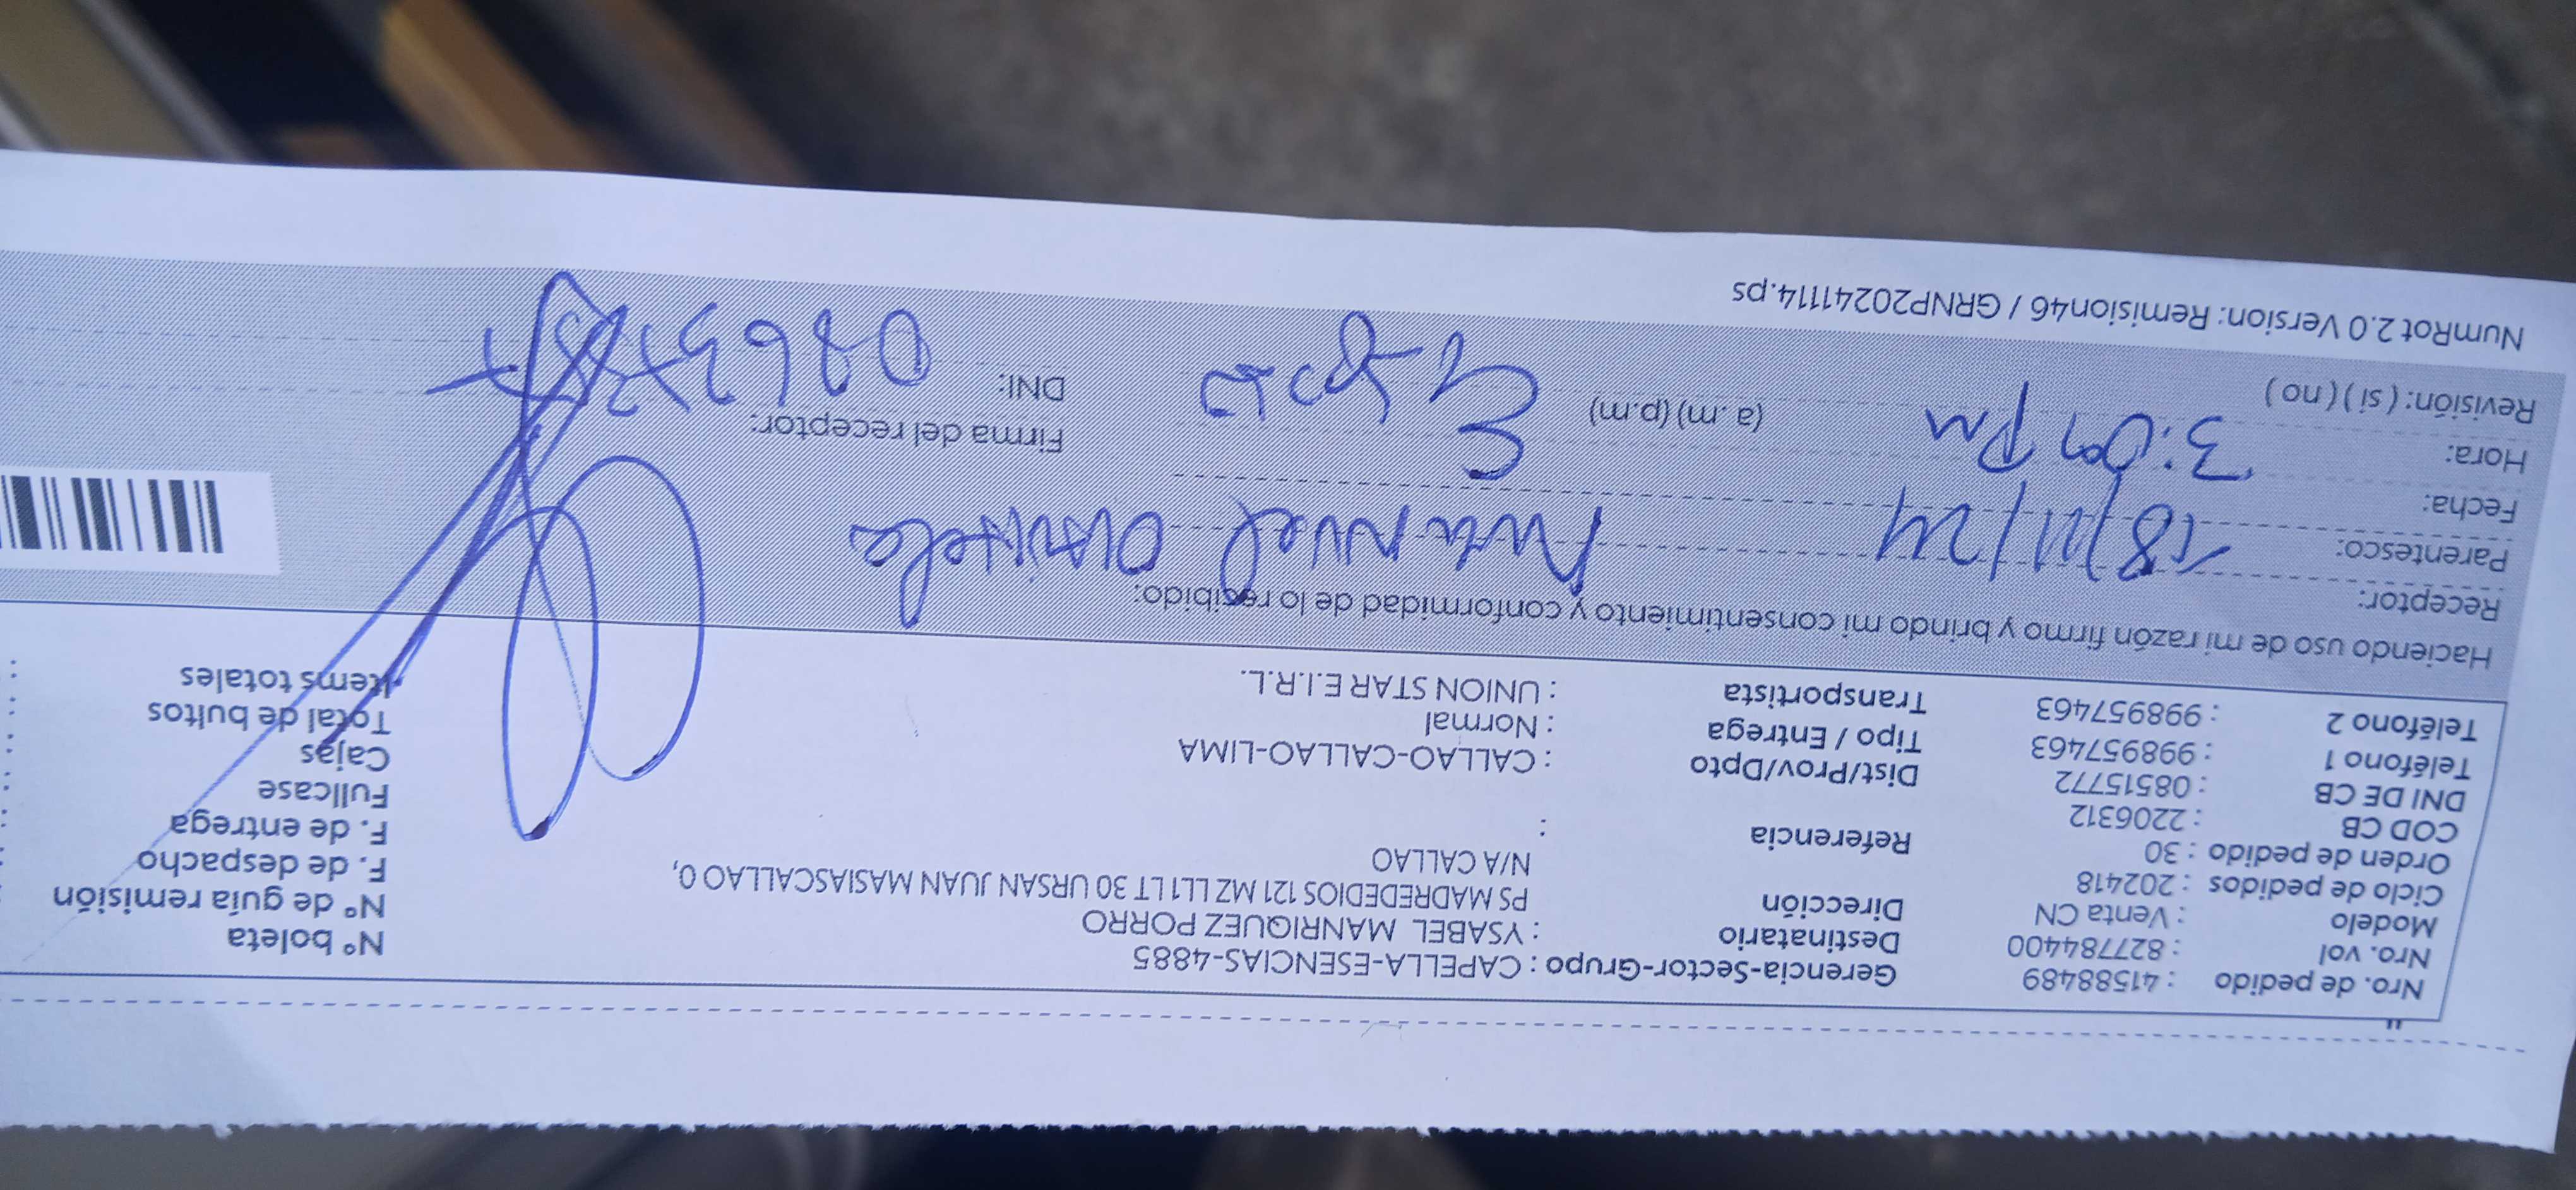 Nro. de pedido : 41588489 Gerencia-Sector-Grupo : CAPELLA-ESENCIAS-4885 N° boleta
Nro. vol : 827784400 Destinatario : YSABEL MANRIQUEZ PORRO N° de guía remisión
Modelo : Venta CN Dirección PS MADREDEDIOS 121 MZ LL1 LT 30 URSAN JUAN MASIASCALLAO 0, F. de despacho
Ciclo de pedidos : 202418 N/A CALLAO F. de entrega
Orden de pedido : 30 Referencia : Fullcase
COD CB : 2206312 Cajas
DNI DE CB : 08515772 Dist/Prov/Dpto : CALLAO-CALLAO-LIMA Total de bultos
Teléfono 1 : 998957463 Tipo / Entrega : Normal Items totales
Teléfono 2 : 998957463 Transportista : UNION STAR E.I.R.L.
Haciendo uso de mi razón firmo y brindo mi consentimiento y conformidad de lo recibido:
Receptor: Manuel
Parentesco: Esposo
Fecha: 18/11/24
Hora: 3:09 Pm (a.m) (p.m) Firma del receptor:
Revisión: (si) (no) DNI:
NumRot 2.0 Version: Remision46 / GRNP20241114.ps